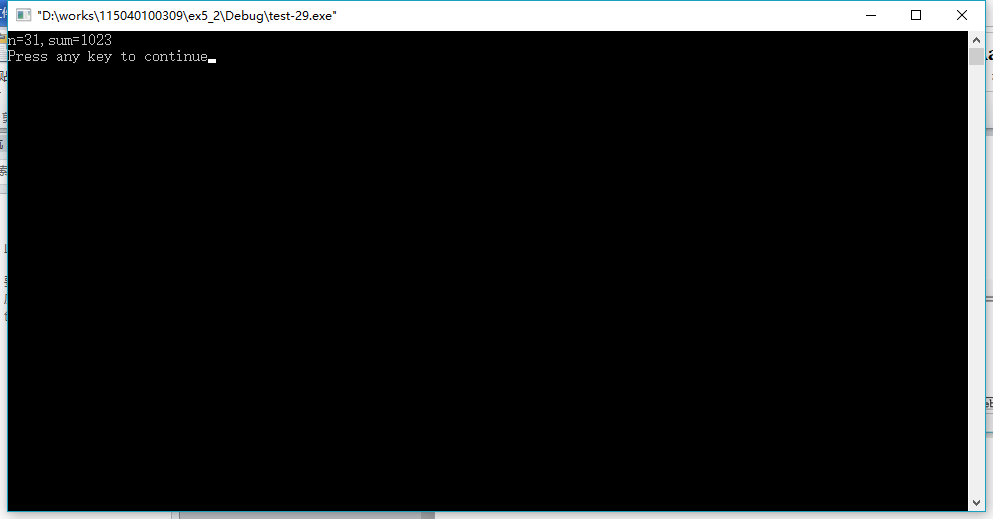 "D:\works\115040100309\ex5_2\Debug\test-29.exe"
n=31,sum=1023
Press any key to continue